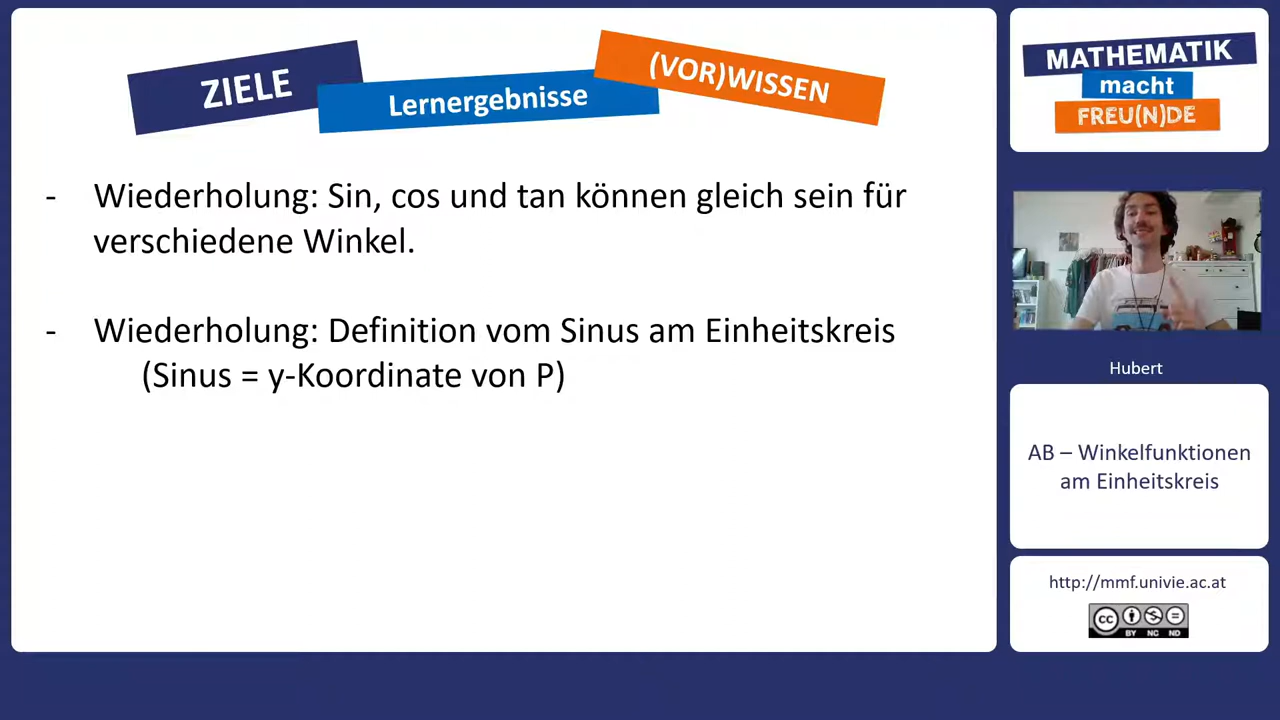 ZIELE
Lernergebnisse
(VOR)WISSEN
- Wiederholung: Sin, cos und tan können gleich sein für
verschiedene Winkel.
- Wiederholung: Definition vom Sinus am Einheitskreis
(Sinus = y-Koordinate von P)
MATHEMATIK
macht
FREU(N)DE
Hubert
AB – Winkelfunktionen
am Einheitskreis
http://mmf.univie.ac.at
cc
BY NC ND